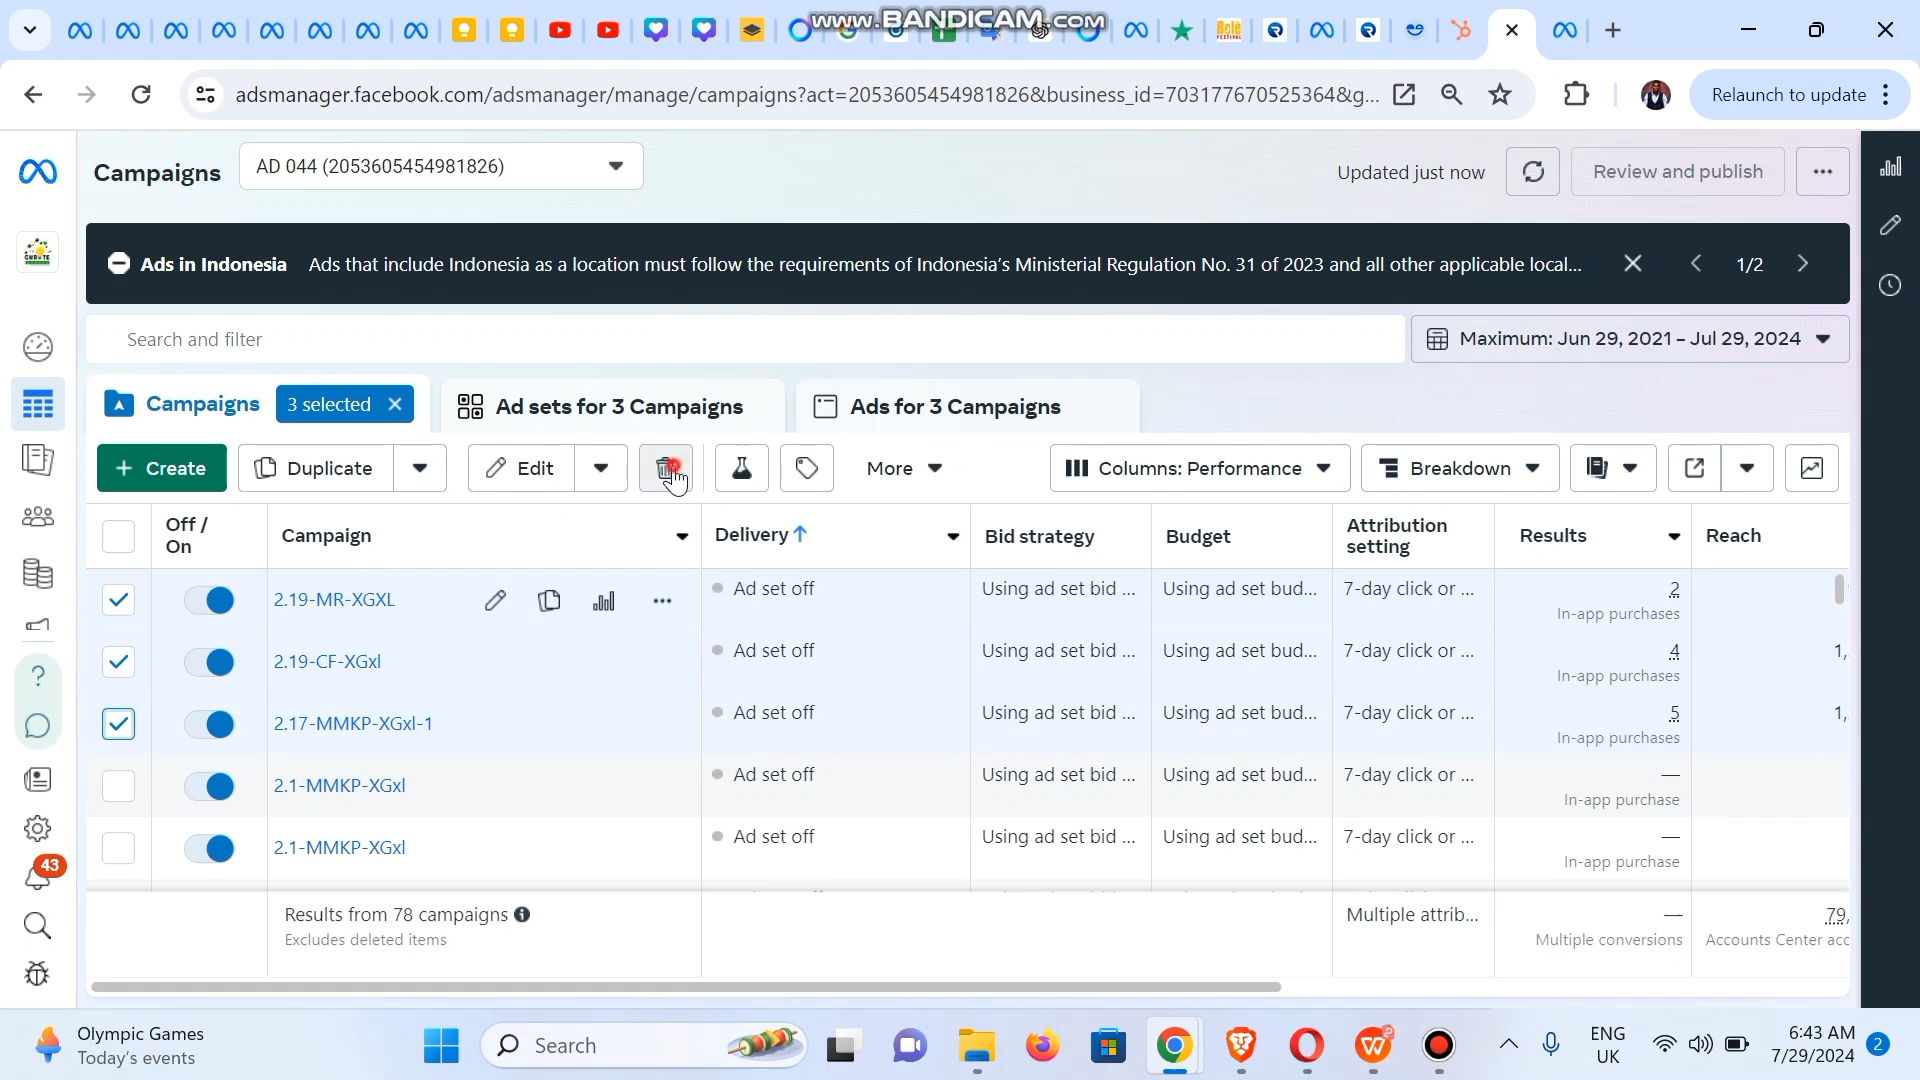 www.BANDICAM.com
adsmanager.facebook.com/adsmanager/manage/campaigns?act=2053605454981826&business_id=703177670525364&g...
Relaunch to update
Campaigns
AD 044 (2053605454981826)
Updated just now
Review and publish
Ads in Indonesia
Ads that include Indonesia as a location must follow the requirements of Indonesia's Ministerial Regulation No. 31 of 2023 and all other applicable local...
1/2
Search and filter
Maximum: Jun 29, 2021 – Jul 29, 2024
Campaigns
3 selected
Ad sets for 3 Campaigns
Ads for 3 Campaigns
Create
Duplicate
Edit
More
Columns: Performance
Breakdown
Off / On
Campaign
Delivery
Bid strategy
Budget
Attribution setting
Results
Reach
2.19-MR-XGXL
Ad set off
Using ad set bid ...
Using ad set bud...
7-day click or ...
2
In-app purchases
2.19-CF-XGxl
Ad set off
Using ad set bid ...
Using ad set bud...
7-day click or ...
4
1,
In-app purchases
2.17-MMKP-XGxl-1
Ad set off
Using ad set bid ...
Using ad set bud...
7-day click or ...
5
1,
In-app purchases
2.1-MMKP-XGxl
Ad set off
Using ad set bid ...
Using ad set bud...
7-day click or ...
—
In-app purchase
2.1-MMKP-XGxl
Ad set off
Using ad set bid ...
Using ad set bud...
7-day click or ...
—
In-app purchase
Results from 78 campaigns
Excludes deleted items
Multiple attrib...
—
Multiple conversions
79,
Accounts Center acc
43
Olympic Games
Today's events
Search
ENG
UK
6:43 AM
7/29/2024
2